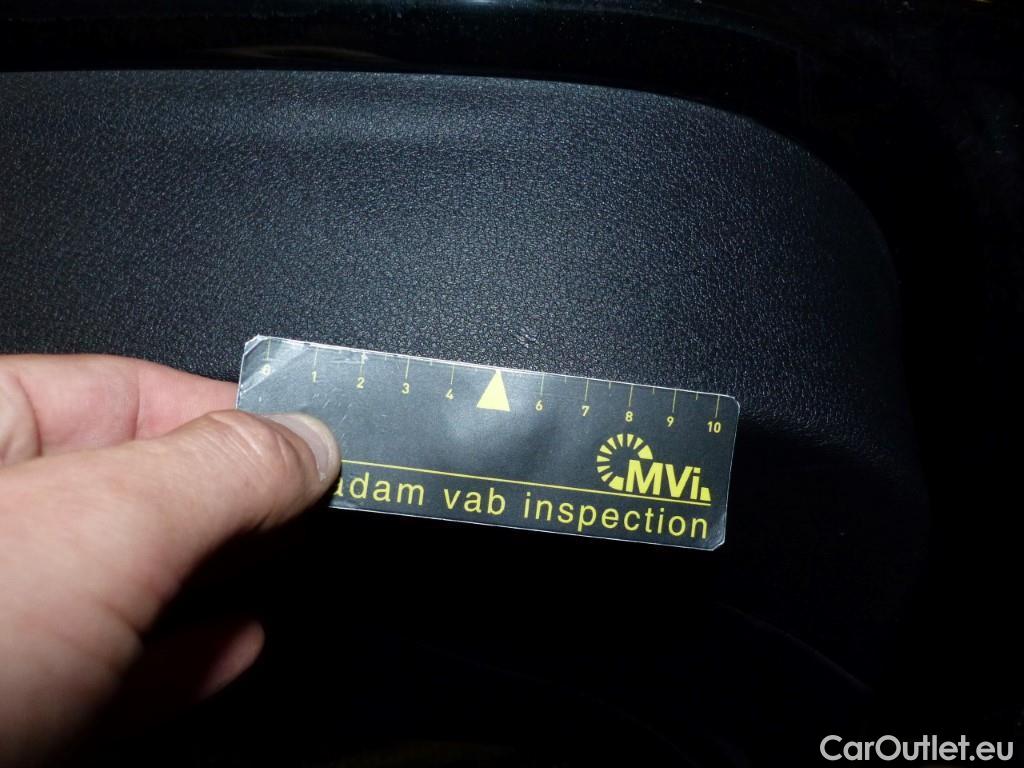 0 1 2 3 4 6 7 8 9 10
MVi
adam vab inspection
CarOutlet.eu